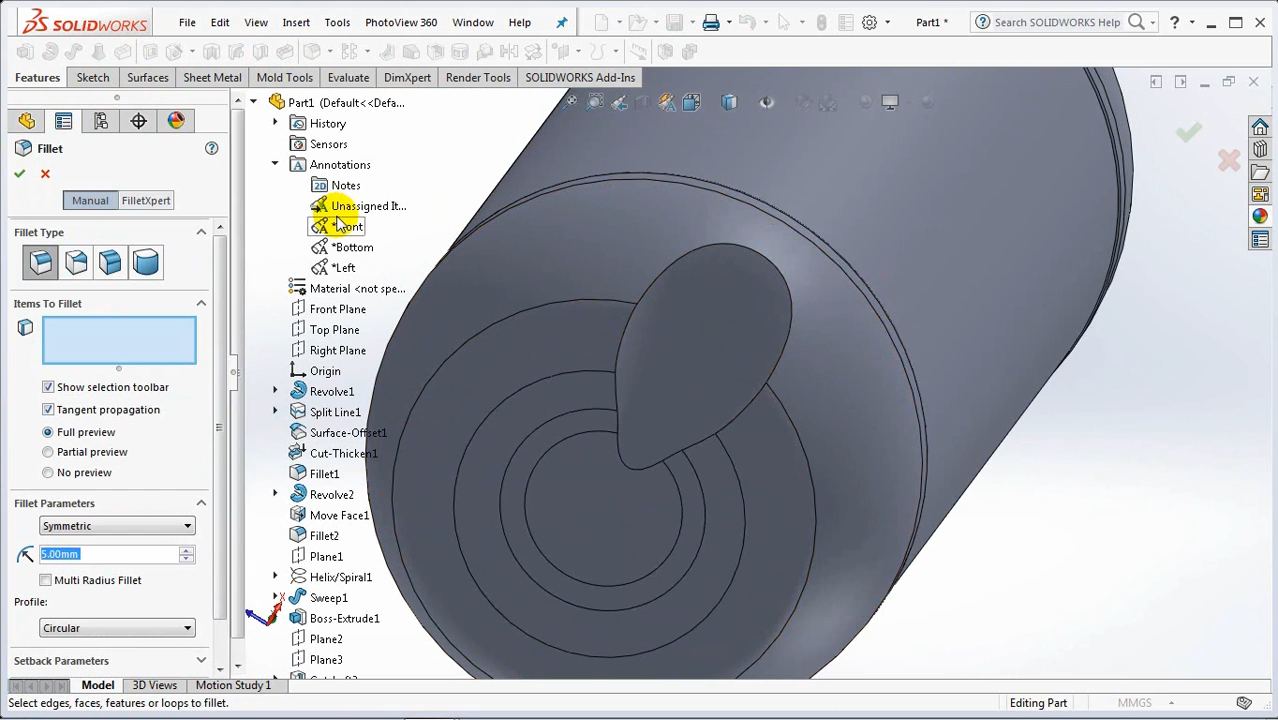 SOLIDWORKS File Edit View Insert Tools PhotoView 360 Window Help Part1 * Search SOLIDWORKS Help ?
Features Sketch Surfaces Sheet Metal Mold Tools Evaluate DimXpert Render Tools SOLIDWORKS Add-Ins
Fillet
Manual FilletXpert
Fillet Type
Items To Fillet
Show selection toolbar
Tangent propagation
Full preview
Partial preview
No preview
Fillet Parameters
Symmetric
5.00mm
Multi Radius Fillet
Profile:
Circular
Setback Parameters
Part1 (Default<<Defa...
History
Sensors
Annotations
Notes
Unassigned It...
*Front
*Bottom
*Left
Material <not spe...
Front Plane
Top Plane
Right Plane
Origin
Revolve1
Split Line1
Surface-Offset1
Cut-Thicken1
Fillet1
Revolve2
Move Face1
Fillet2
Plane1
Helix/Spiral1
Sweep1
Boss-Extrude1
Plane2
Plane3
Model 3D Views Motion Study 1
Select edges, faces, features or loops to fillet. Editing Part MMGS